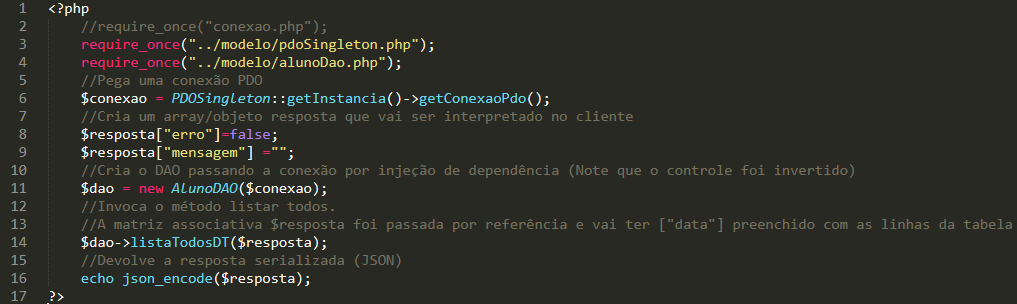 1 <?php
2 //require_once("conexao.php");
3 require_once("../modelo/pdoSingleton.php");
4 require_once("../modelo/alunoDao.php");
5 //Pega uma conexão PDO
6 $conexao = PDOSingleton::getInstancia()->getConexaoPdo();
7 //Cria um array/objeto resposta que vai ser interpretado no cliente
8 $resposta["erro"]=false;
9 $resposta["mensagem"] ="";
10 //Cria o DAO passando a conexão por injeção de dependência (Note que o controle foi invertido)
11 $dao = new AlunoDAO($conexao);
12 //Invoca o método listar todos.
13 //A matriz associativa $resposta foi passada por referência e vai ter ["data"] preenchido com as linhas da tabela
14 $dao->listaTodosDT($resposta);
15 //Devolve a resposta serializada (JSON)
16 echo json_encode($resposta);
17 ?>